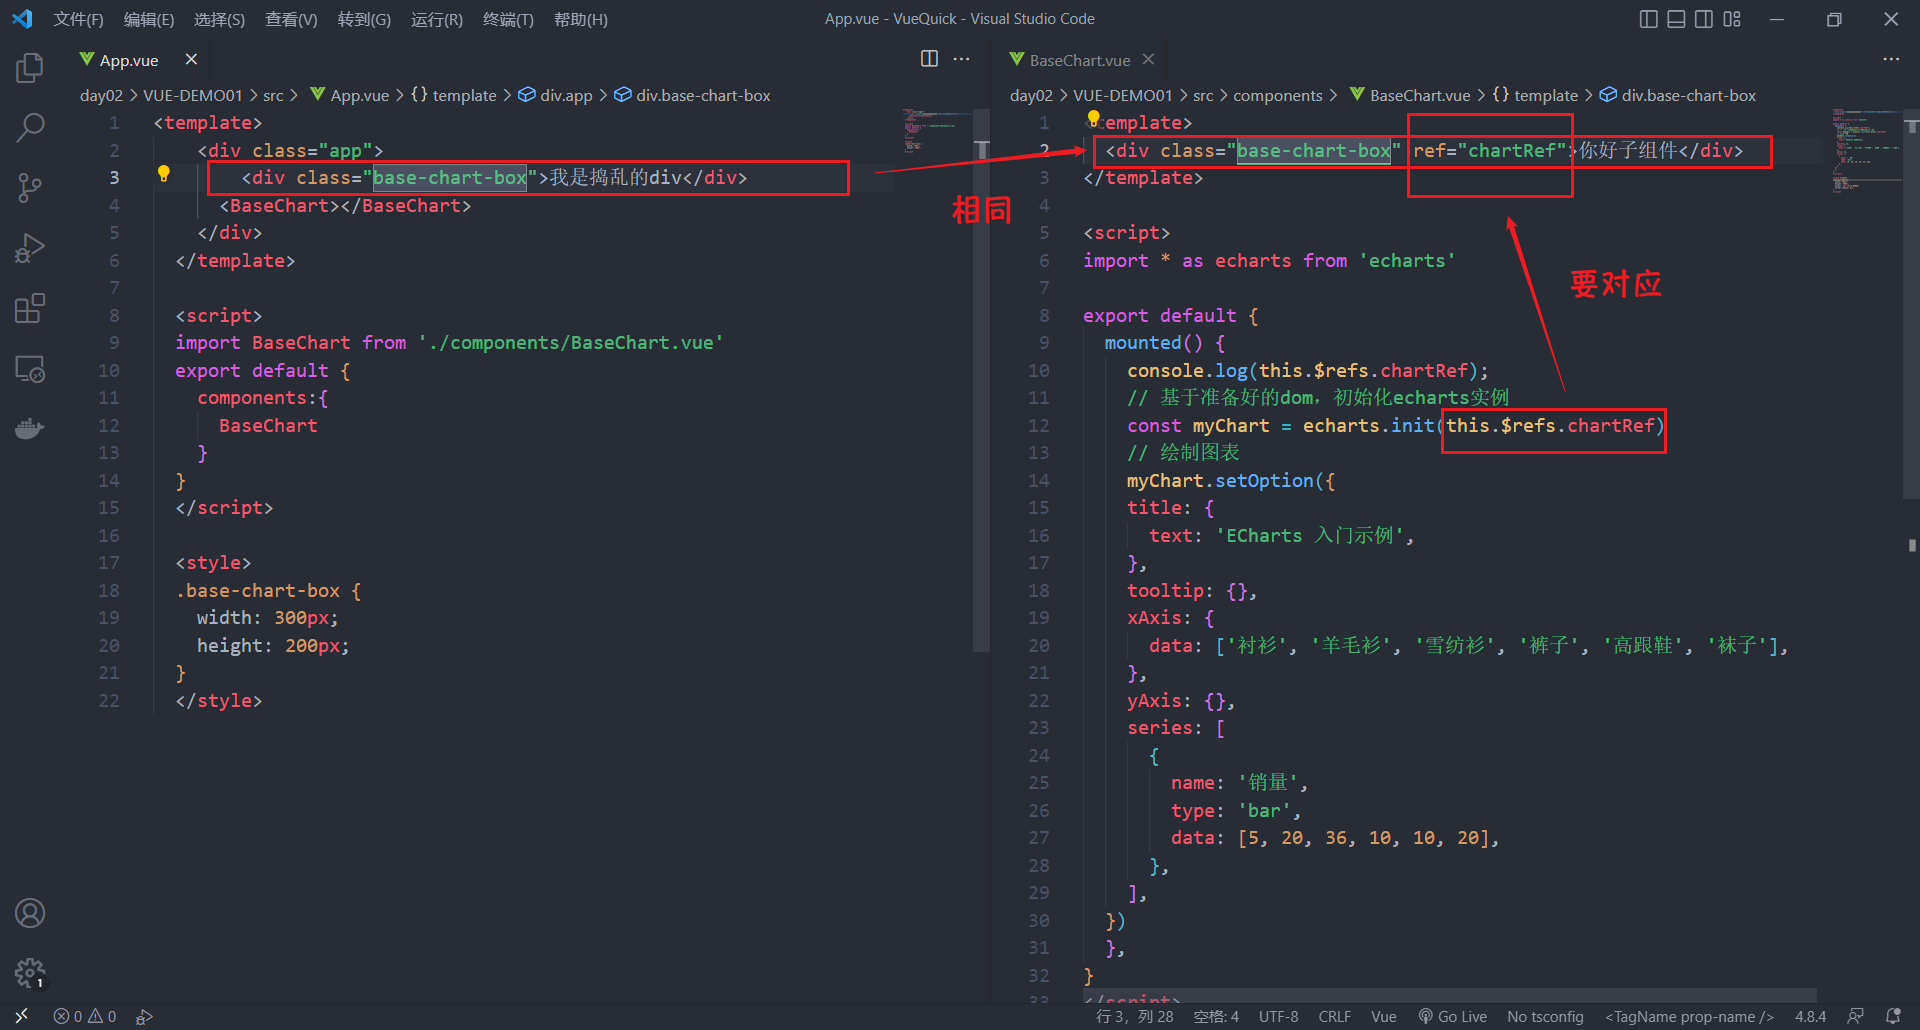 文件(F) 编辑(E) 选择(S) 查看(V) 转到(G) 运行(R) 终端(T) 帮助(H) App.vue - VueQuick - Visual Studio Code
App.vue
day02 > VUE-DEMO01 > src > App.vue > {} template > div.app > div.base-chart-box
1 <template>
2 <div class="app">
3 <div class="base-chart-box">我是捣乱的div</div>
4 <BaseChart></BaseChart>
5 </div>
6 </template>
7
8 <script>
9 import BaseChart from './components/BaseChart.vue'
10 export default {
11 components:{
12 BaseChart
13 }
14 }
15 </script>
16
17 <style>
18 .base-chart-box {
19 width: 300px;
20 height: 200px;
21 }
22 </style>
相同
BaseChart.vue
day02 > VUE-DEMO01 > src > components > BaseChart.vue > {} template > div.base-chart-box
1 <template>
2 <div class="base-chart-box" ref="chartRef">你好子组件</div>
3 </template>
4
5 <script>
6 import * as echarts from 'echarts'
7
8 export default {
9 mounted() {
10 console.log(this.$refs.chartRef);
11 // 基于准备好的dom，初始化echarts实例
12 const myChart = echarts.init(this.$refs.chartRef)
13 // 绘制图表
14 myChart.setOption({
15 title: {
16 text: 'ECharts 入门示例',
17 },
18 tooltip: {},
19 xAxis: {
20 data: ['衬衫', '羊毛衫', '雪纺衫', '裤子', '高跟鞋', '袜子'],
21 },
22 yAxis: {},
23 series: [
24 {
25 name: '销量',
26 type: 'bar',
27 data: [5, 20, 36, 10, 10, 20],
28 },
29 ],
30 })
31 },
32 }
33 </script>
要对应
1
0 0 行 3，列 28 空格: 4 UTF-8 CRLF Vue Go Live No tsconfig <TagName prop-name /> 4.8.4